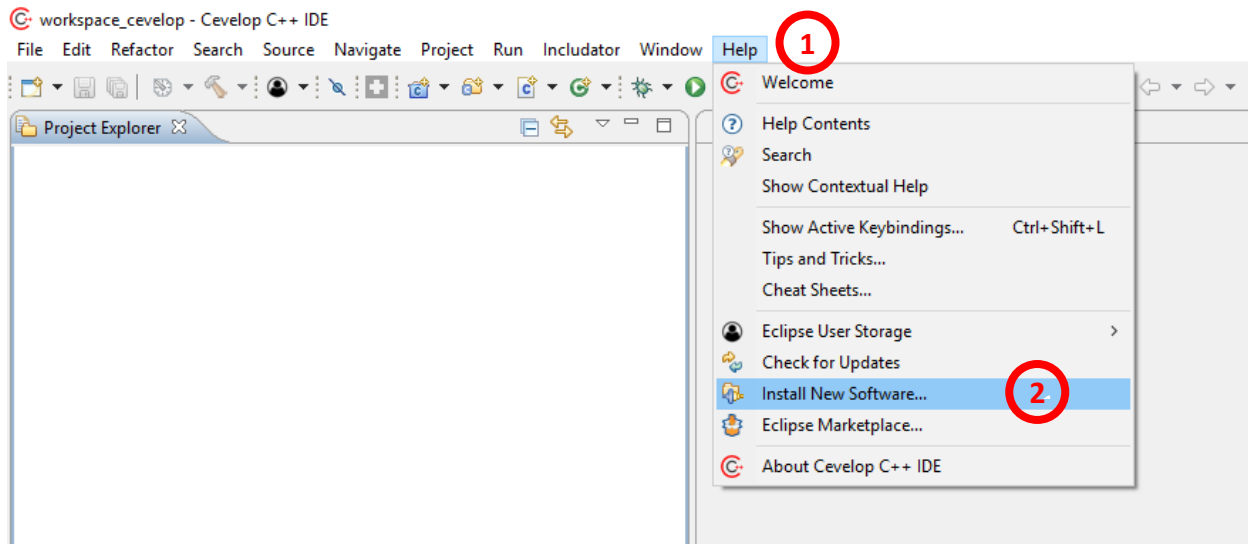 workspace_cevelop - Cevelop C++ IDE
File Edit Refactor Search Source Navigate Project Run Includator Window Help
1
Project Explorer
Welcome
Help Contents
Search
Show Contextual Help
Show Active Keybindings... Ctrl+Shift+L
Tips and Tricks...
Cheat Sheets...
Eclipse User Storage
Check for Updates
Install New Software... 2
Eclipse Marketplace...
About Cevelop C++ IDE